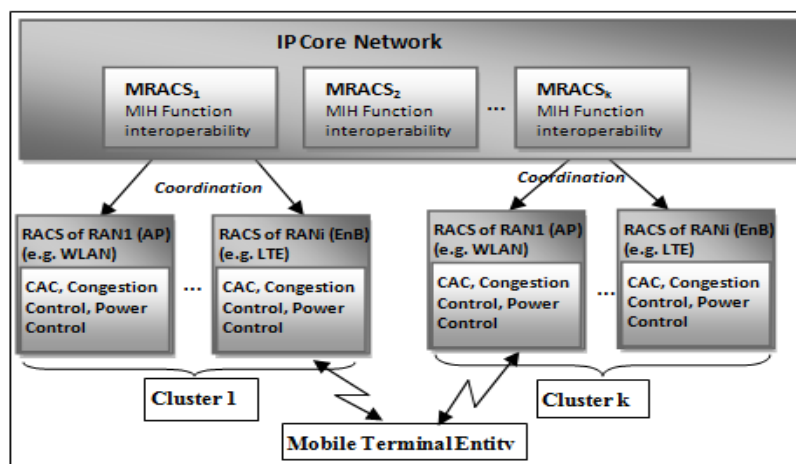 IP Core Network
MRACS1
MIH Function
interoperability
MRACS2
MIH Function
interoperability
...
MRACSk
MIH Function
interoperability
Coordination
Coordination
RACS of RAN1 (AP)
(e.g. WLAN)
CAC, Congestion
Control, Power
Control
...
RACS of RANi (EnB)
(e.g. LTE)
CAC, Congestion
Control, Power
Control
RACS of RAN1 (AP)
(e.g. WLAN)
CAC, Congestion
Control, Power
Control
...
RACS of RANi (EnB)
(e.g. LTE)
CAC, Congestion
Control, Power
Control
Cluster 1
Cluster k
Mobile Terminal Entity